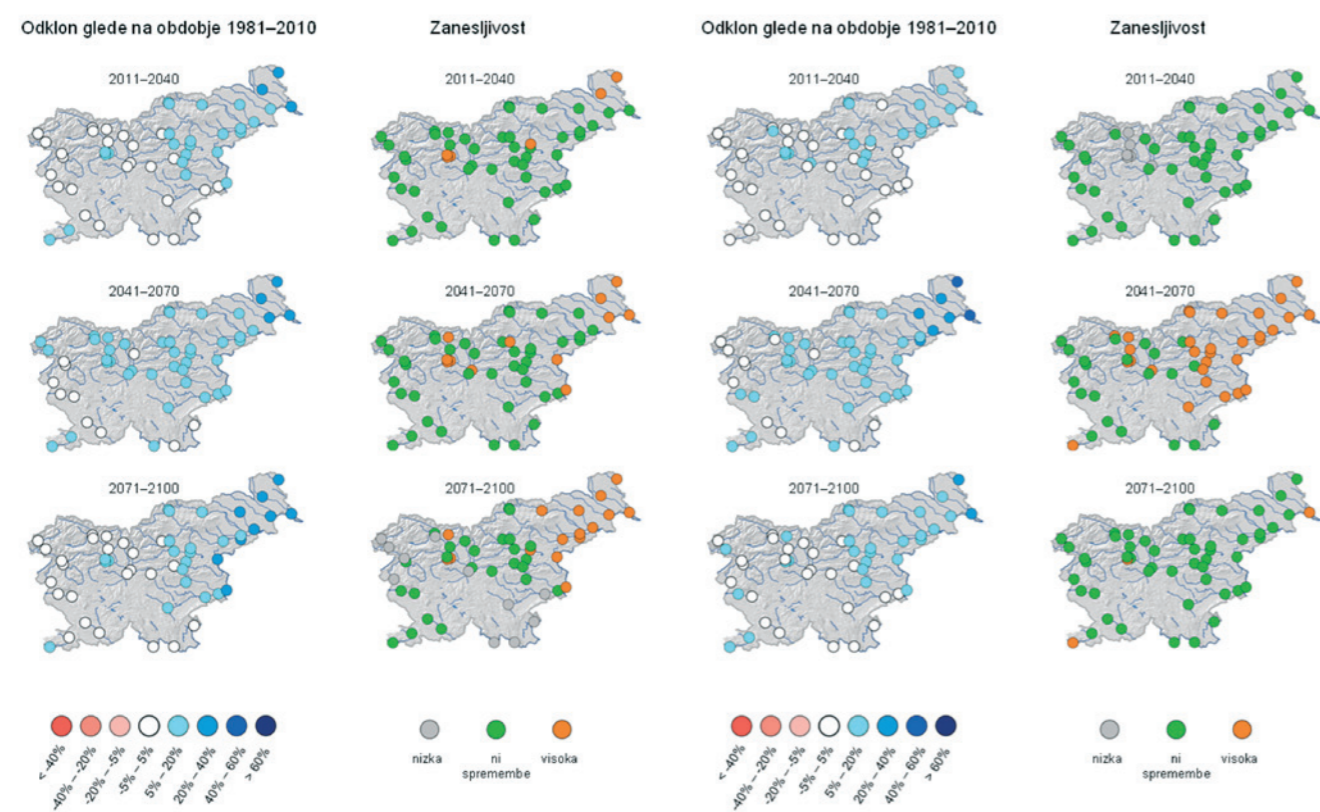 Odklon glede na obdobje 1981–2010 Zanesljivost Odklon glede na obdobje 1981–2010 Zanesljivost
2011–2040 2011–2040 2011–2040 2011–2040
2041–2070 2041–2070 2041–2070 2041–2070
2071–2100 2071–2100 2071–2100 2071–2100
< -40% -40% – -20% -20% – -5% -5% – 5% 5% – 20% 20% – 40% 40% – 60% > 60% nizka ni spremembe visoka < -40% -40% – -20% -20% – -5% -5% – 5% 5% – 20% 20% – 40% 40% – 60% > 60% nizka ni spremembe visoka